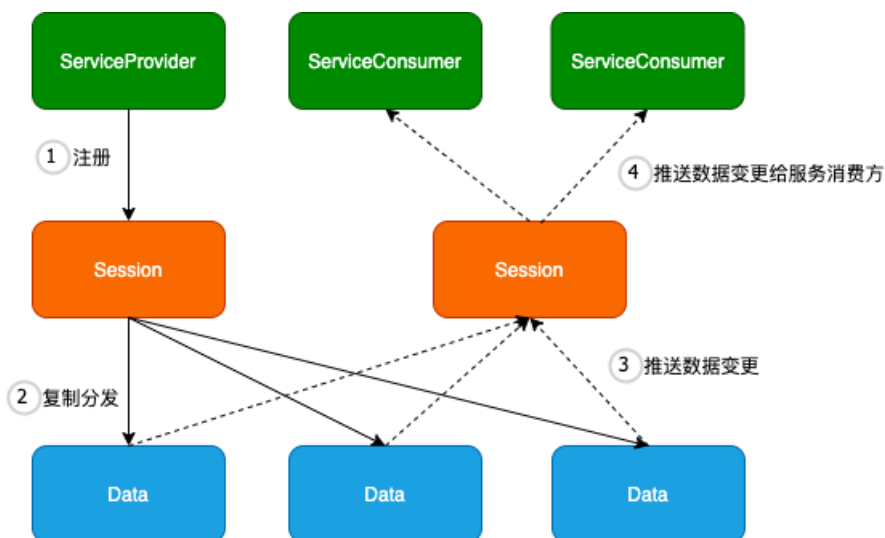 ServiceProvider
ServiceConsumer
ServiceConsumer
1 注册
4 推送数据变更给服务消费方
Session
Session
3 推送数据变更
2 复制分发
Data
Data
Data